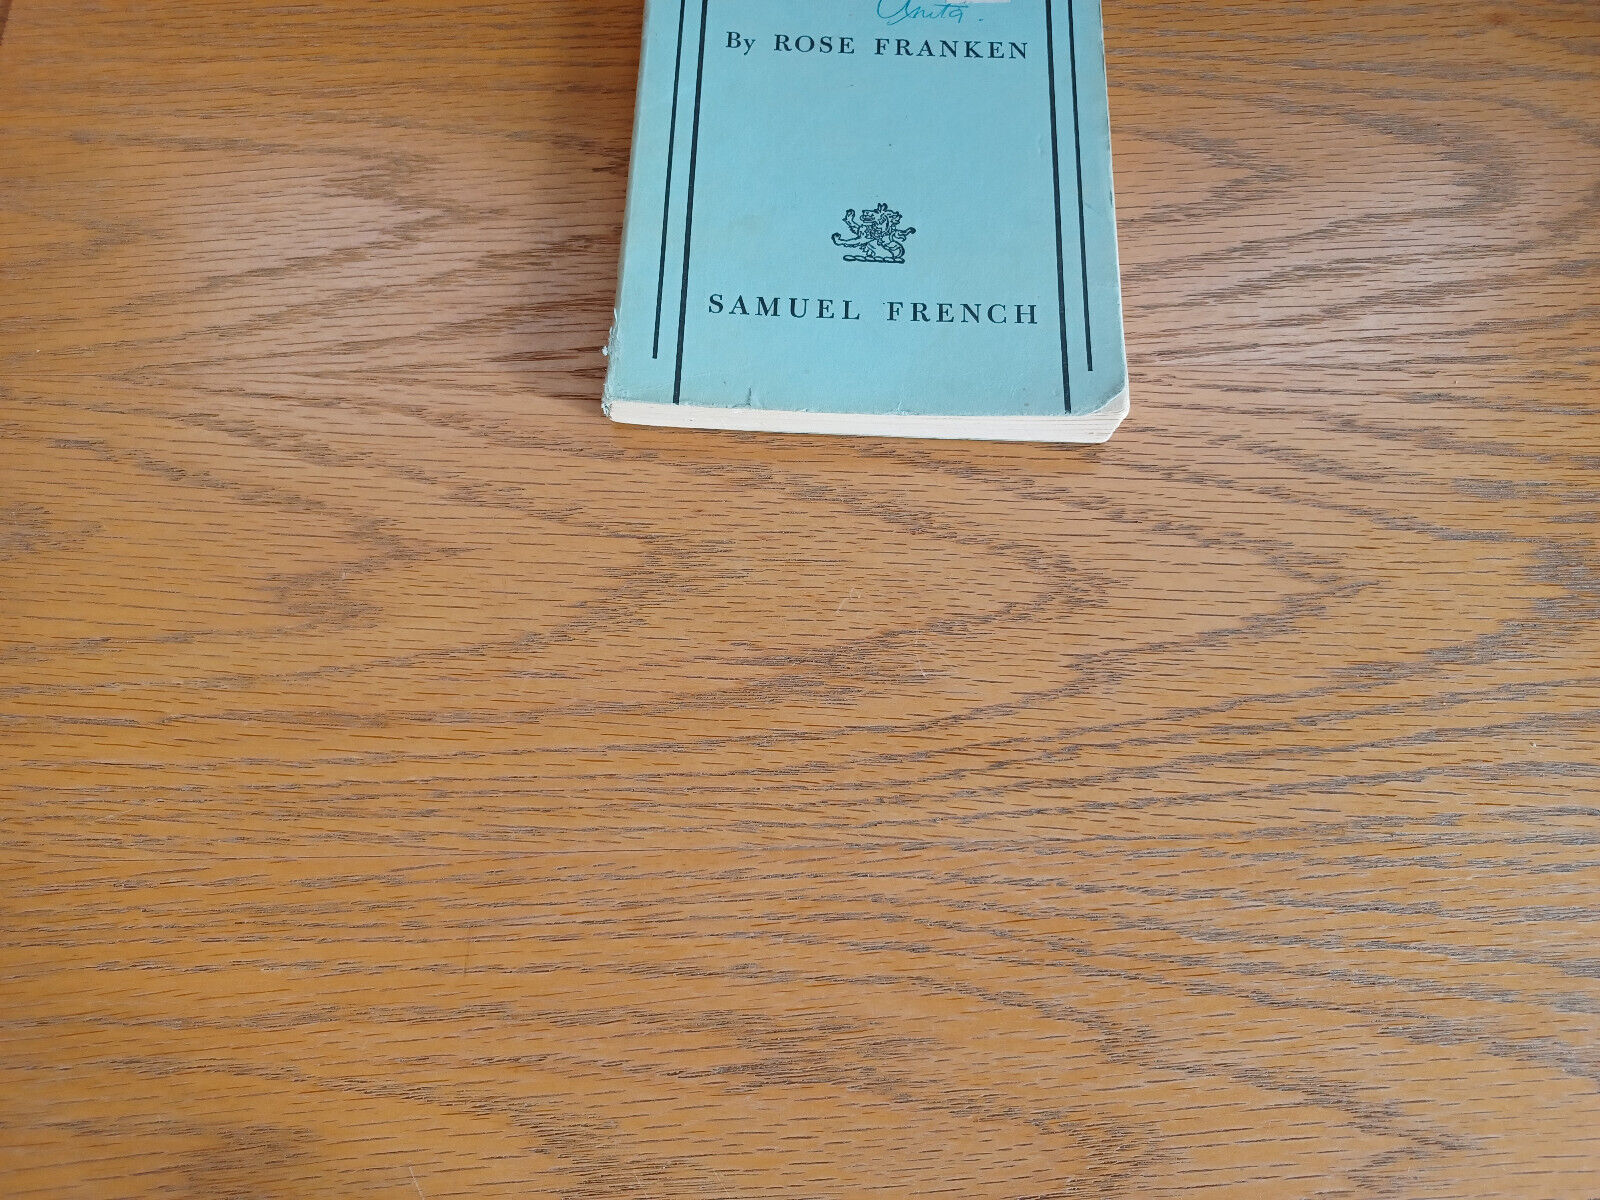 Anita.
By ROSE FRANKEN
SAMUEL FRENCH